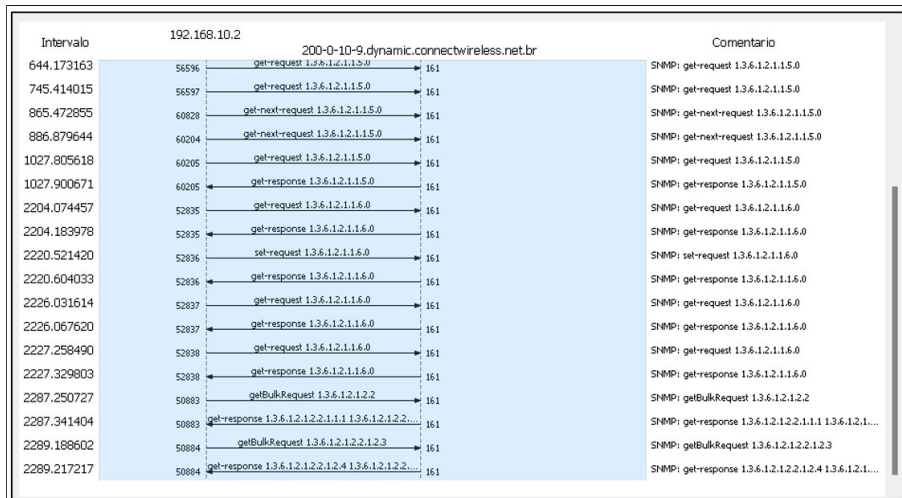 192.168.10.2
Intervalo 200-0-10-9.dynamic.connectwireless.net.br Comentario
644.173163 56596 get-request 1.3.6.1.2.1.1.5.0 161 SNMP: get-request 1.3.6.1.2.1.1.5.0
745.414015 56597 get-request 1.3.6.1.2.1.1.5.0 161 SNMP: get-request 1.3.6.1.2.1.1.5.0
865.472855 60828 get-next-request 1.3.6.1.2.1.1.5.0 161 SNMP: get-next-request 1.3.6.1.2.1.1.5.0
886.879644 60204 get-next-request 1.3.6.1.2.1.1.5.0 161 SNMP: get-next-request 1.3.6.1.2.1.1.5.0
1027.805618 60205 get-request 1.3.6.1.2.1.1.5.0 161 SNMP: get-request 1.3.6.1.2.1.1.5.0
1027.900671 60205 get-response 1.3.6.1.2.1.1.5.0 161 SNMP: get-response 1.3.6.1.2.1.1.5.0
2204.074457 52835 get-request 1.3.6.1.2.1.1.6.0 161 SNMP: get-request 1.3.6.1.2.1.1.6.0
2204.183978 52835 get-response 1.3.6.1.2.1.1.6.0 161 SNMP: get-response 1.3.6.1.2.1.1.6.0
2220.521420 52836 set-request 1.3.6.1.2.1.1.6.0 161 SNMP: set-request 1.3.6.1.2.1.1.6.0
2220.604033 52836 get-response 1.3.6.1.2.1.1.6.0 161 SNMP: get-response 1.3.6.1.2.1.1.6.0
2226.031614 52837 get-request 1.3.6.1.2.1.1.6.0 161 SNMP: get-request 1.3.6.1.2.1.1.6.0
2226.067620 52837 get-response 1.3.6.1.2.1.1.6.0 161 SNMP: get-response 1.3.6.1.2.1.1.6.0
2227.258490 52838 get-request 1.3.6.1.2.1.1.6.0 161 SNMP: get-request 1.3.6.1.2.1.1.6.0
2227.329803 52838 get-response 1.3.6.1.2.1.1.6.0 161 SNMP: get-response 1.3.6.1.2.1.1.6.0
2287.250727 50883 getBulkRequest 1.3.6.1.2.1.2.2 161 SNMP: getBulkRequest 1.3.6.1.2.1.2.2
2287.341404 50883 get-response 1.3.6.1.2.1.2.2.1.1.1 1.3.6.1.2.1.2.2.... 161 SNMP: get-response 1.3.6.1.2.1.2.2.1.1.1 1.3.6.1.2.1....
2289.188602 50884 getBulkRequest 1.3.6.1.2.1.2.2.1.2.3 161 SNMP: getBulkRequest 1.3.6.1.2.1.2.2.1.2.3
2289.217217 50884 get-response 1.3.6.1.2.1.2.2.1.2.4 1.3.6.1.2.1.2.2.... 161 SNMP: get-response 1.3.6.1.2.1.2.2.1.2.4 1.3.6.1.2.1....